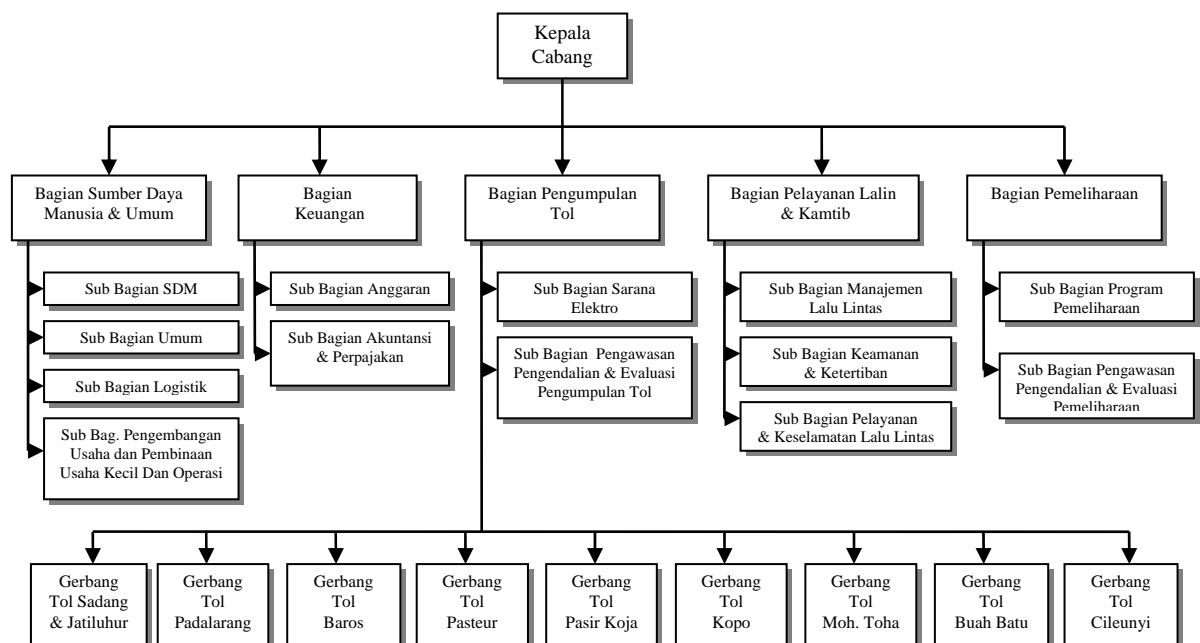 Kepala
Cabang
Bagian Sumber Daya
Manusia & Umum
Bagian
Keuangan
Bagian Pengumpulan
Tol
Bagian Pelayanan Lalin
& Kamtib
Bagian Pemeliharaan
Sub Bagian SDM
Sub Bagian Umum
Sub Bagian Logistik
Sub Bag. Pengembangan
Usaha dan Pembinaan
Usaha Kecil Dan Operasi
Sub Bagian Anggaran
Sub Bagian Akuntansi
& Perpajakan
Sub Bagian Sarana
Elektro
Sub Bagian Pengawasan
Pengendalian & Evaluasi
Pengumpulan Tol
Sub Bagian Manajemen
Lalu Lintas
Sub Bagian Keamanan
& Ketertiban
Sub Bagian Pelayanan
& Keselamatan Lalu Lintas
Sub Bagian Program
Pemeliharaan
Sub Bagian Pengawasan
Pengendalian & Evaluasi
Pemeliharaan
Gerbang
Tol Sadang
& Jatiluhur
Gerbang
Tol
Padalarang
Gerbang
Tol
Baros
Gerbang
Tol
Pasteur
Gerbang
Tol
Pasir Koja
Gerbang
Tol
Kopo
Gerbang
Tol
Moh. Toha
Gerbang
Tol
Buah Batu
Gerbang
Tol
Cileunyi